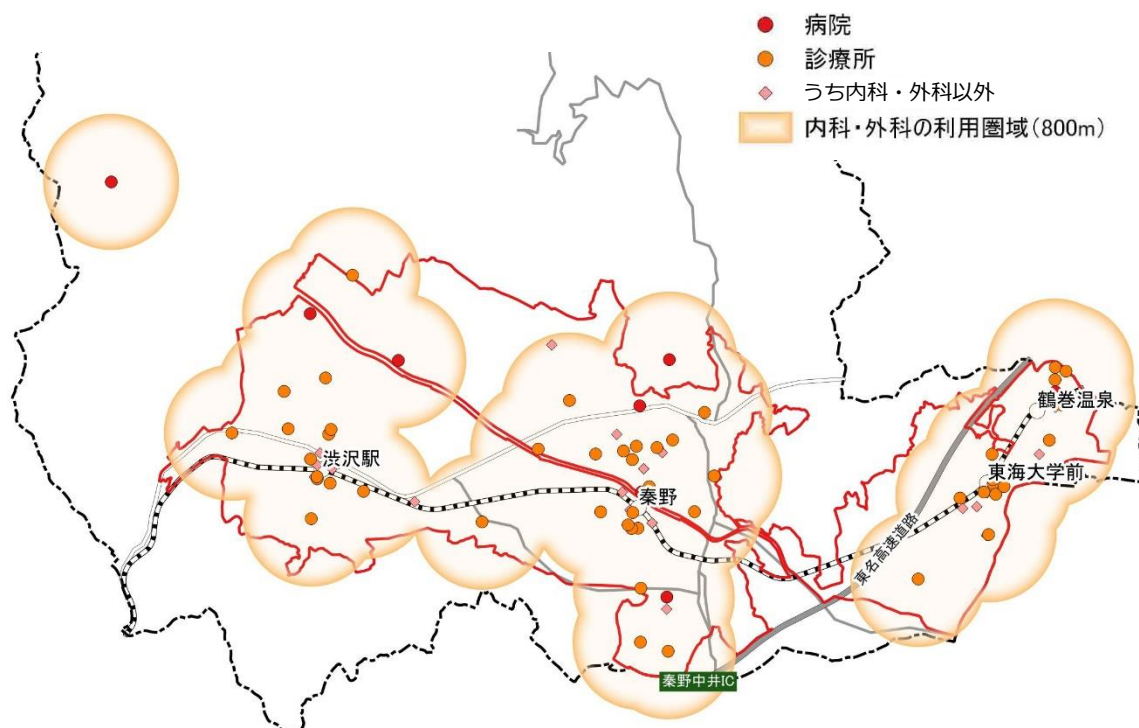 病院
診療所
うち内科・外科以外
内科・外科の利用圏域(800m)
鶴巻温泉
渋沢駅
東海大学前
秦野
東名高速道路
秦野中井IC